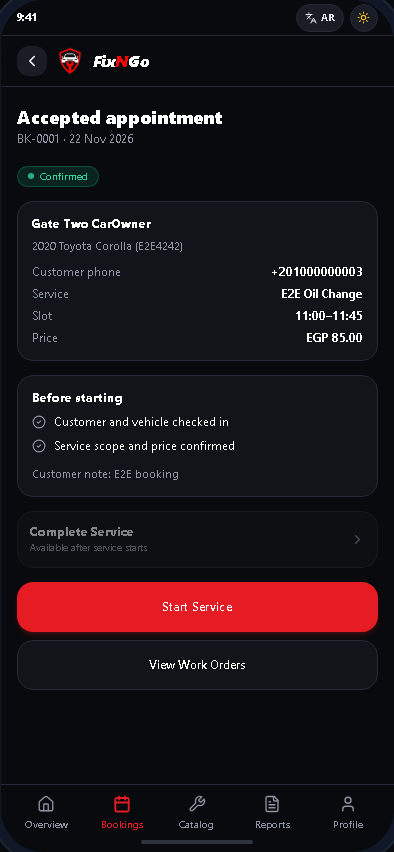 9:41
AR
FixNGo
Accepted appointment
BK-0001 · 22 Nov 2026
Confirmed
Gate Two CarOwner
2020 Toyota Corolla (E2E4242)
Customer phone +201000000003
Service E2E Oil Change
Slot 11:00–11:45
Price EGP 85.00
Before starting
Customer and vehicle checked in
Service scope and price confirmed
Customer note: E2E booking
Complete Service
Available after service starts
Start Service
View Work Orders
Overview Bookings Catalog Reports Profile